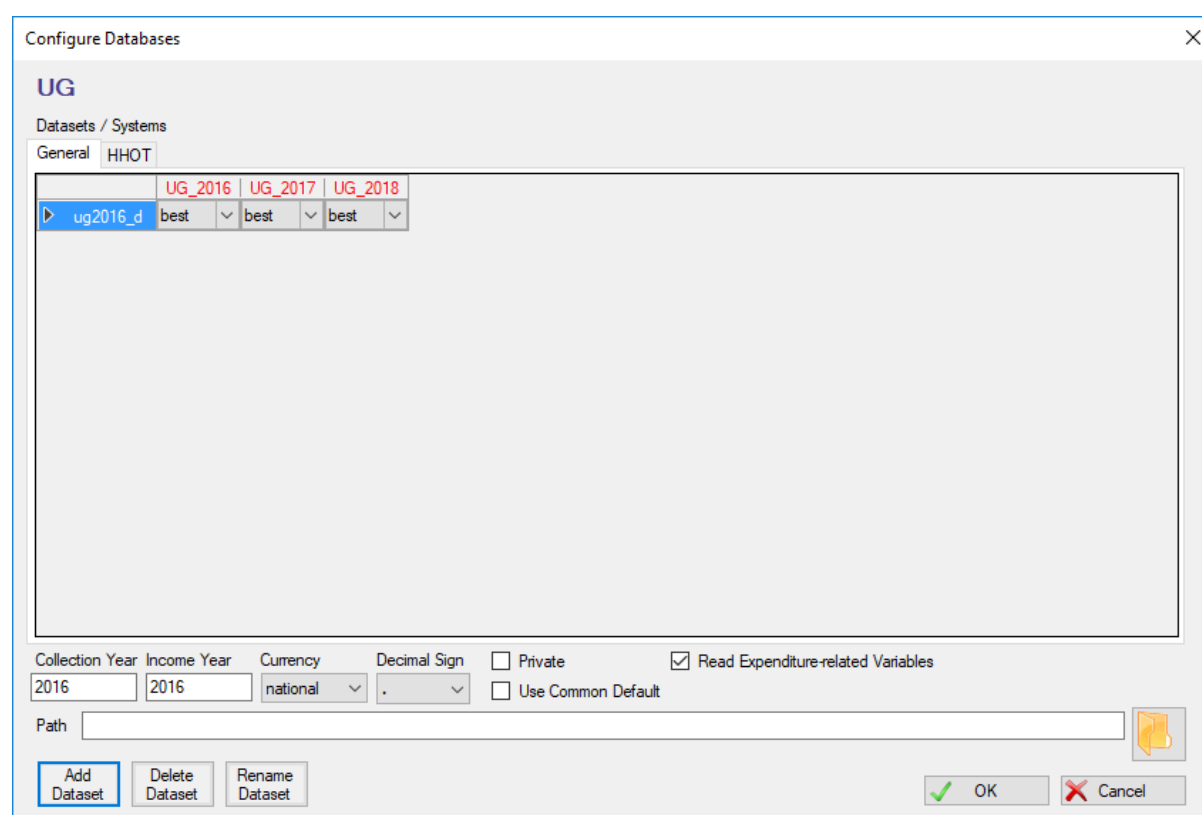 Configure Databases
UG
Datasets / Systems
General HHOT
UG_2016 UG_2017 UG_2018
ug2016_d best best best
Collection Year Income Year Currency Decimal Sign Private Read Expenditure-related Variables
2016 2016 national . Use Common Default
Path
Add Dataset Delete Dataset Rename Dataset
OK Cancel